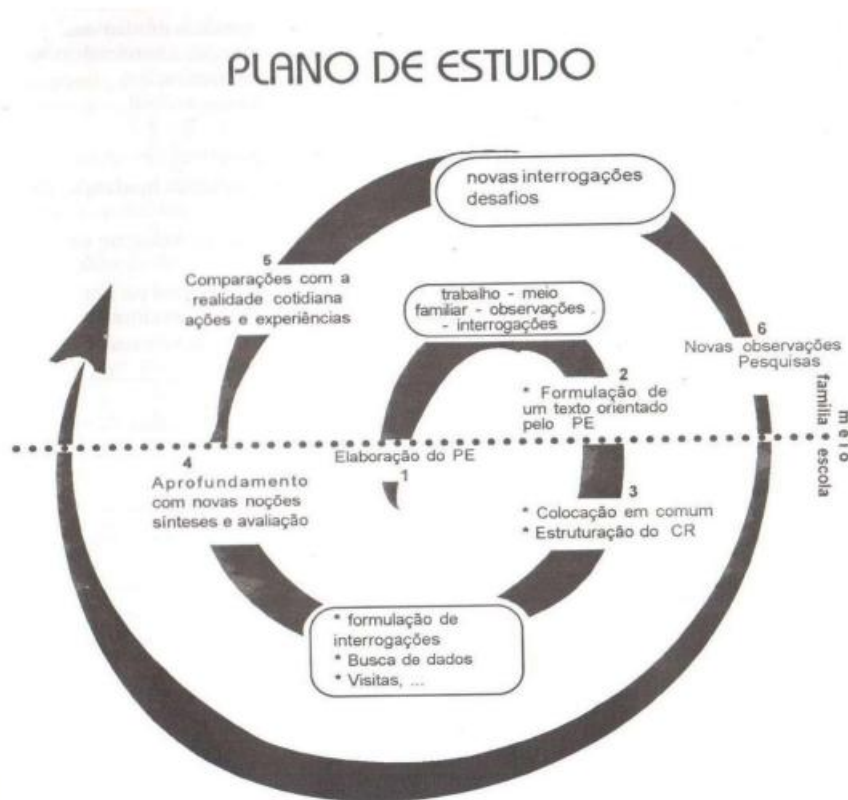 PLANO DE ESTUDO
novas interrogações
desafios
5
Comparações com a
realidade cotidiana
ações e experiências
trabalho - meio
familiar - observações .
- interrogações
6
Novas observações
Pesquisas
2
* Formulação de
um texto orientado
pelo PE
familia
meio
escola
4
Aprofundamento
com novas noções
sínteses e avaliação
Elaboração do PE
1
3
* Colocação em comum
* Estruturação do CR
* formulação de
interrogações
* Busca de dados
* Visitas, ...